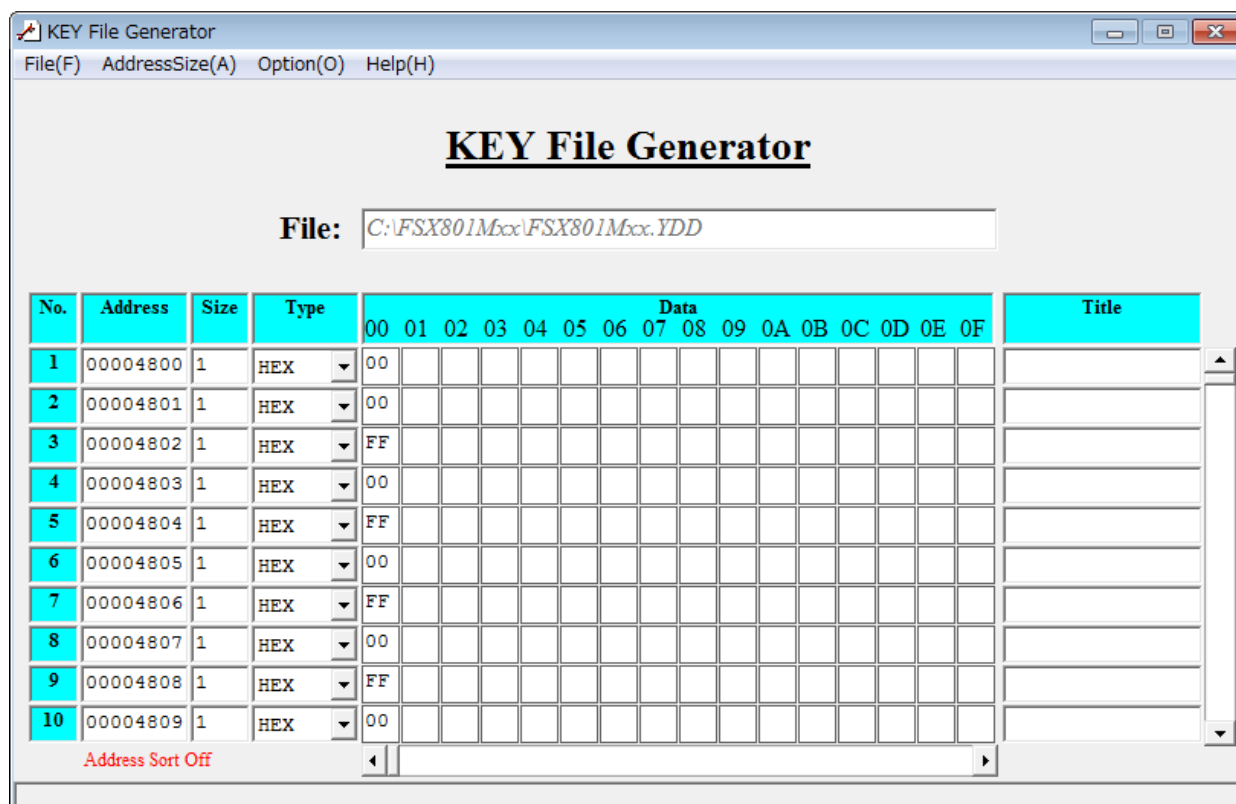 KEY File Generator
File(F) AddressSize(A) Option(O) Help(H)
KEY File Generator
File: C:\FSX801Mxx\FSX801Mxx.YDD
No. Address Size Type Data Title
00 01 02 03 04 05 06 07 08 09 0A 0B 0C 0D 0E 0F
1 00004800 1 HEX 00
2 00004801 1 HEX 00
3 00004802 1 HEX FF
4 00004803 1 HEX 00
5 00004804 1 HEX FF
6 00004805 1 HEX 00
7 00004806 1 HEX FF
8 00004807 1 HEX 00
9 00004808 1 HEX FF
10 00004809 1 HEX 00
Address Sort Off